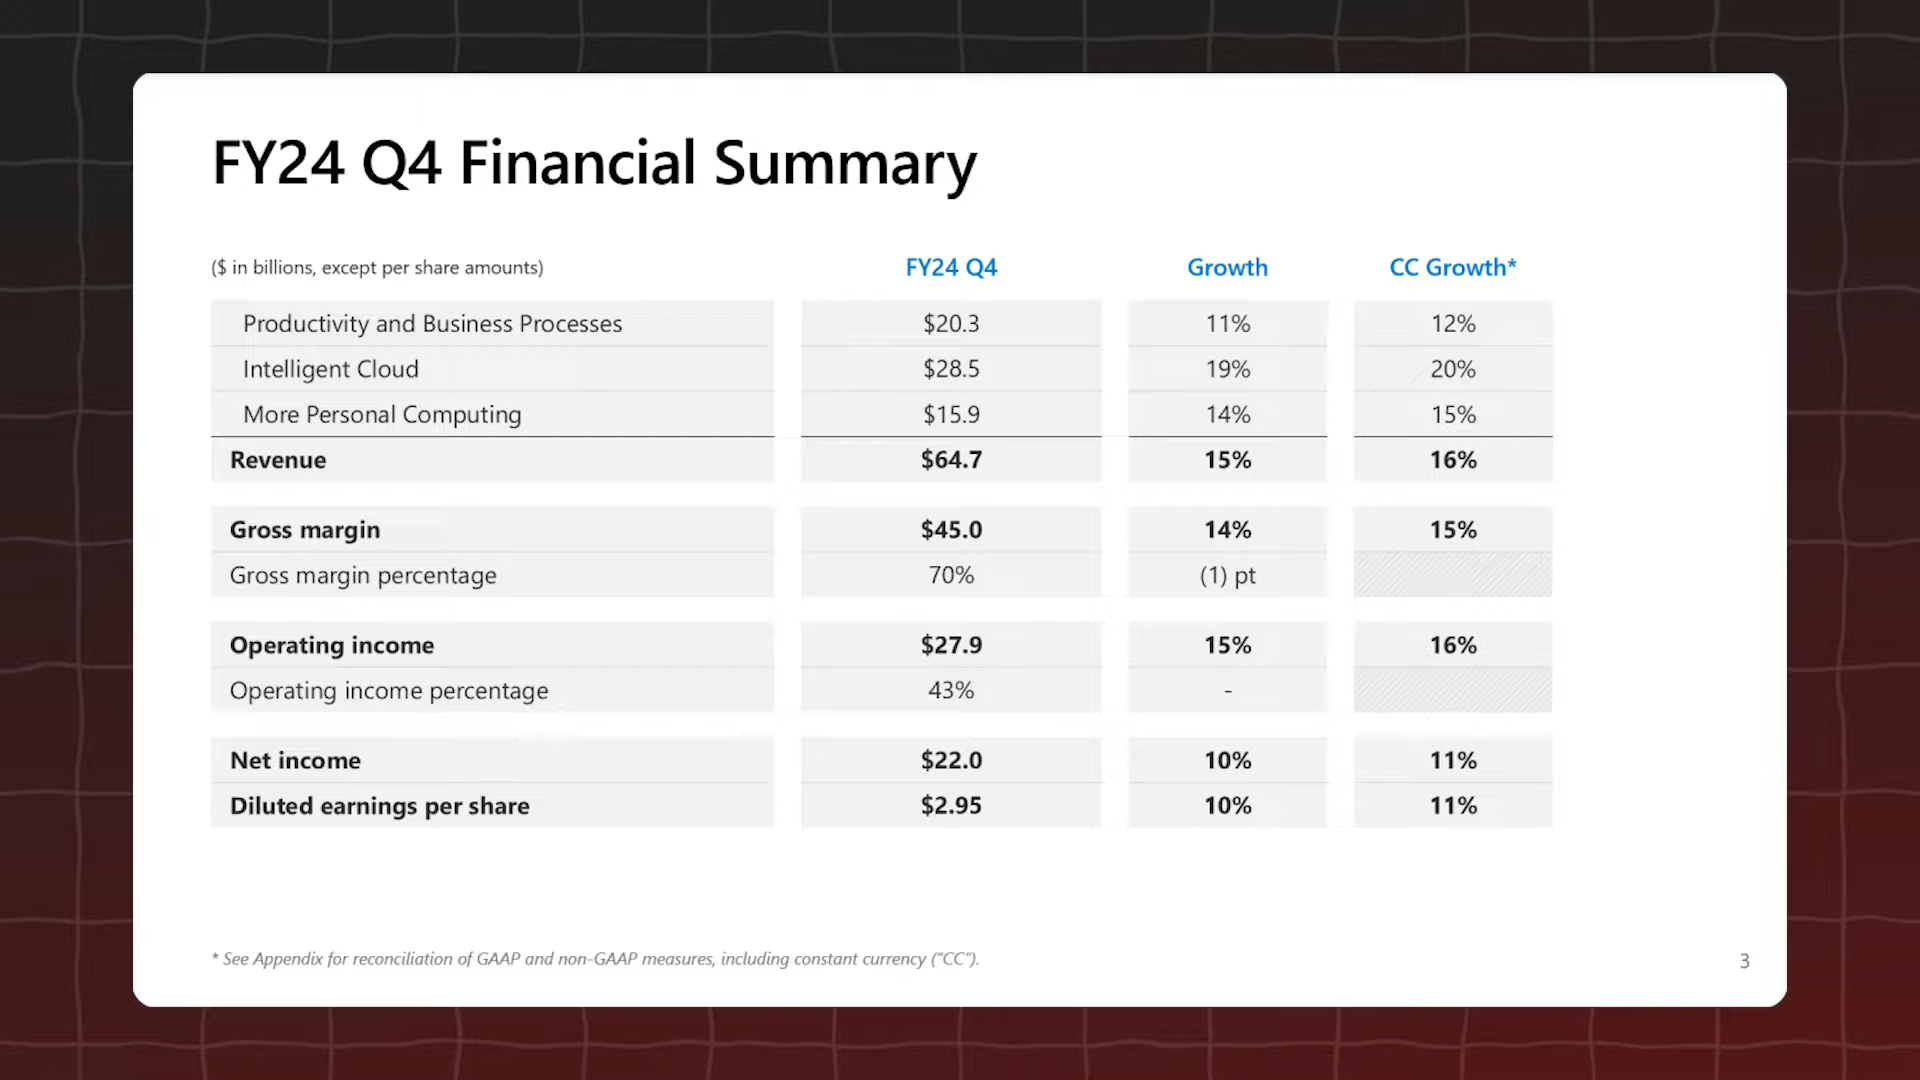 FY24 Q4 Financial Summary
($ in billions, except per share amounts) FY24 Q4 Growth CC Growth*
Productivity and Business Processes $20.3 11% 12%
Intelligent Cloud $28.5 19% 20%
More Personal Computing $15.9 14% 15%
Revenue $64.7 15% 16%
Gross margin $45.0 14% 15%
Gross margin percentage 70% (1) pt
Operating income $27.9 15% 16%
Operating income percentage 43% -
Net income $22.0 10% 11%
Diluted earnings per share $2.95 10% 11%
* See Appendix for reconciliation of GAAP and non-GAAP measures, including constant currency ("CC").
3